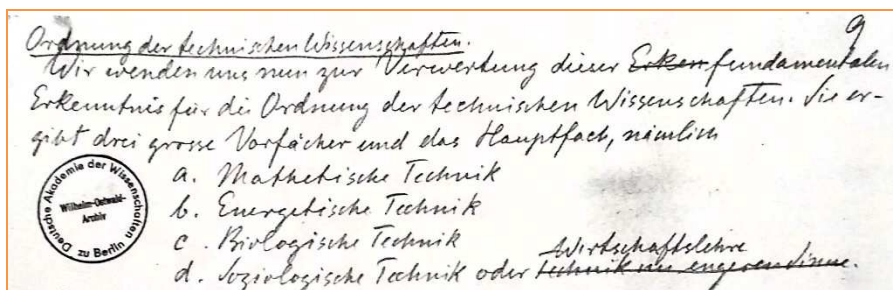 9
Ordnung der technischen Wissenschaften.
Wir wenden uns nun zur Verwertung dieser Erken fundamentalen
Erkenntnis für die Ordnung der technischen Wissenschaften. Sie er-
gibt drei grosse Vorfächer und das Hauptfach, nämlich
a. Mathetische Technik
b. Energetische Technik
c. Biologische Technik
Wirtschaftslehre
d. Soziologische Technik oder Technik im engeren Sinne.
Deutsche Akademie der Wissenschaften zu Berlin
Wilhelm-Ostwald-
Archiv